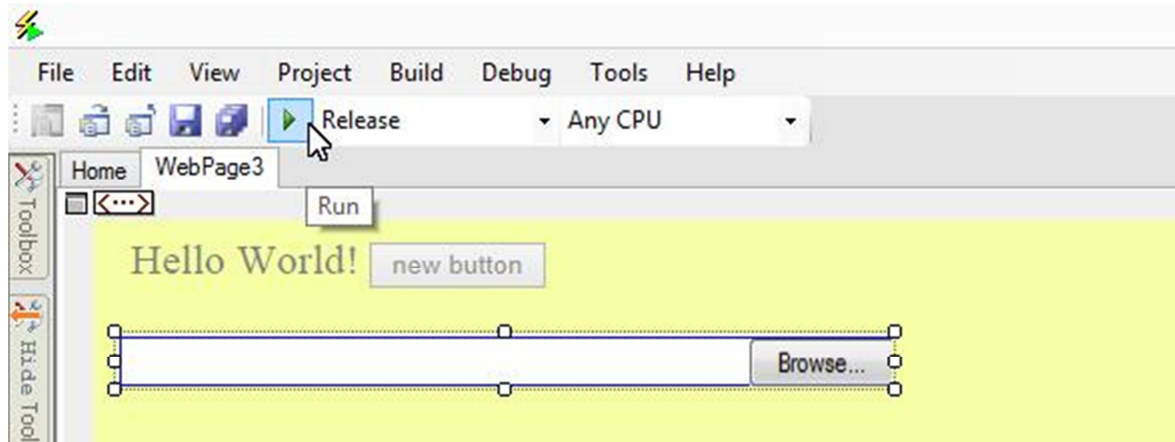 File Edit View Project Build Debug Tools Help
Release Any CPU
Home WebPage3
Run
<···>
Toolbox
Hello World! new button
Browse...
Hide Tool